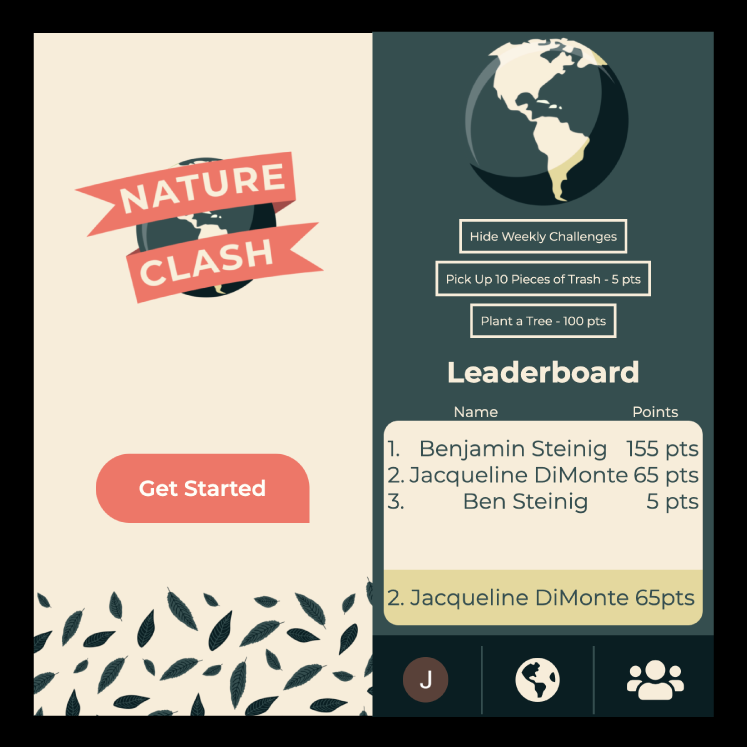 NATURE
CLASH
Get Started
Hide Weekly Challenges
Pick Up 10 Pieces of Trash - 5 pts
Plant a Tree - 100 pts
Leaderboard
Name Points
1. Benjamin Steinig 155 pts
2. Jacqueline DiMonte 65 pts
3. Ben Steinig 5 pts
2. Jacqueline DiMonte 65pts
J